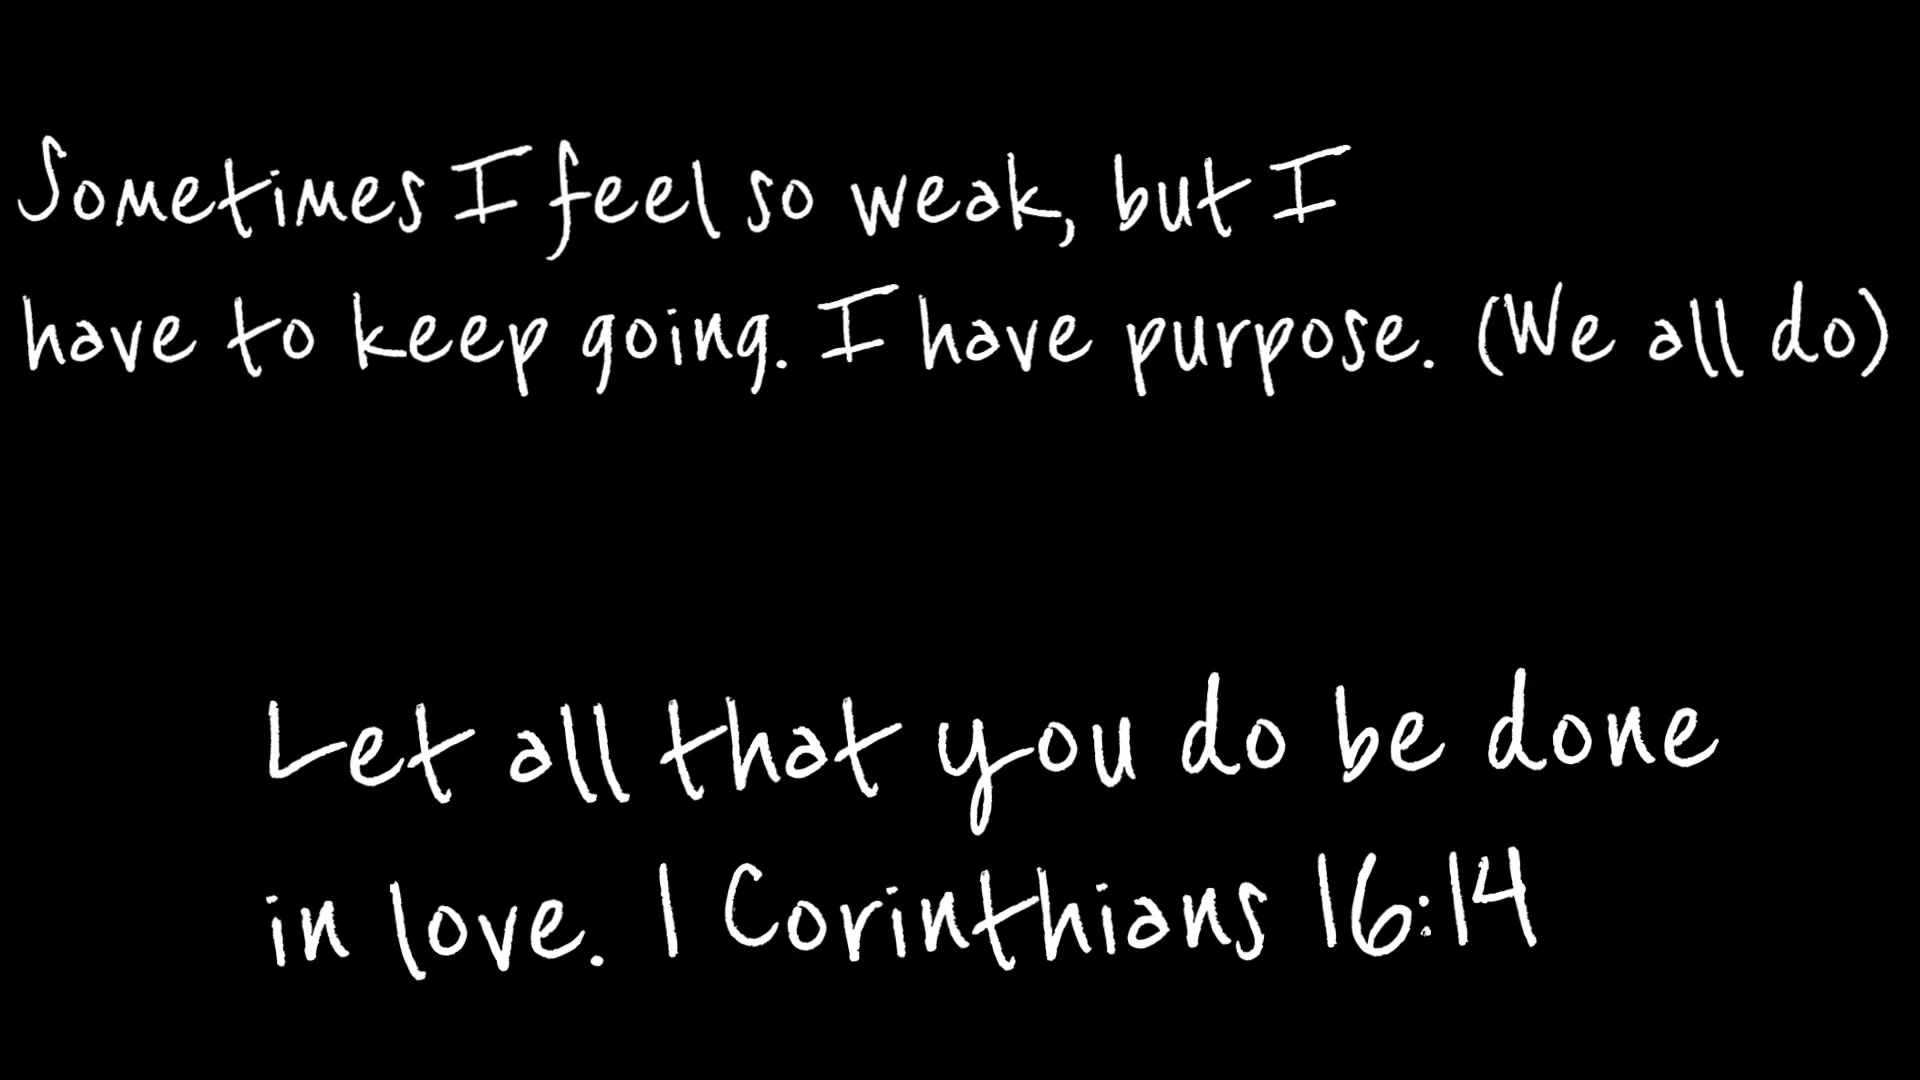 Sometimes I feel so weak, but I
have to keep going. I have purpose. (We all do)
Let all that you do be done
in love. 1 Corinthians 16:14